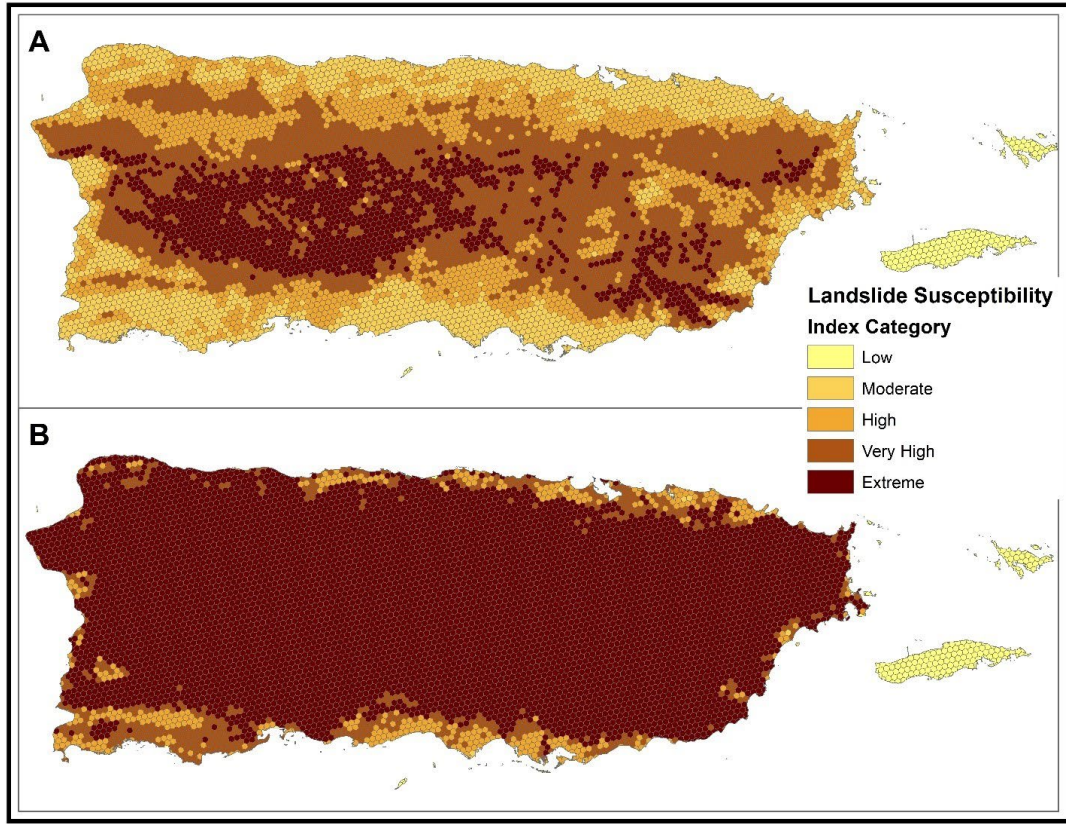 A
Landslide Susceptibility
Index Category
Low
Moderate
High
Very High
Extreme
B